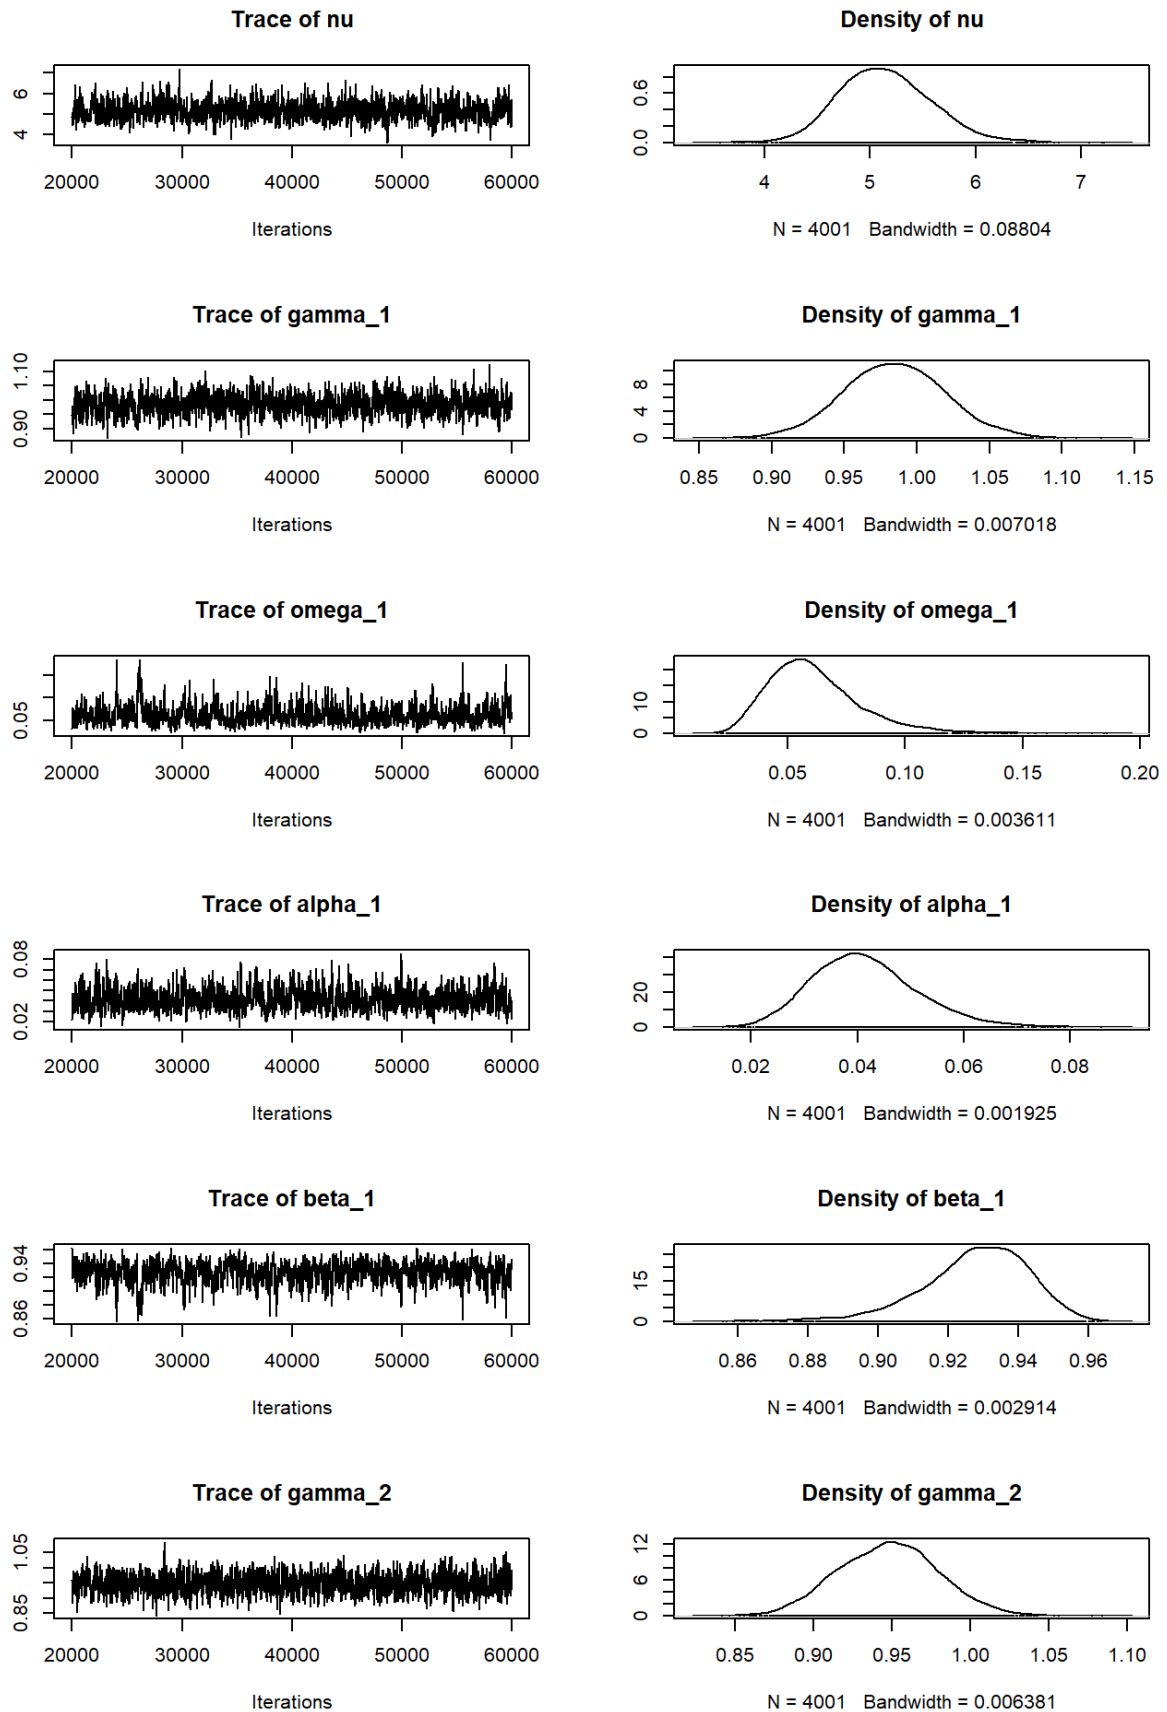 Trace of nu
Density of nu
4 6
0.0 0.6
20000 30000 40000 50000 60000
4 5 6 7
Iterations
N = 4001 Bandwidth = 0.08804
Trace of gamma_1
Density of gamma_1
0.90 1.10
0 4 8
20000 30000 40000 50000 60000
0.85 0.90 0.95 1.00 1.05 1.10 1.15
Iterations
N = 4001 Bandwidth = 0.007018
Trace of omega_1
Density of omega_1
0.05
0 10
20000 30000 40000 50000 60000
0.05 0.10 0.15 0.20
Iterations
N = 4001 Bandwidth = 0.003611
Trace of alpha_1
Density of alpha_1
0.02 0.08
0 20
20000 30000 40000 50000 60000
0.02 0.04 0.06 0.08
Iterations
N = 4001 Bandwidth = 0.001925
Trace of beta_1
Density of beta_1
0.86 0.94
0 15
20000 30000 40000 50000 60000
0.86 0.88 0.90 0.92 0.94 0.96
Iterations
N = 4001 Bandwidth = 0.002914
Trace of gamma_2
Density of gamma_2
0.85 1.05
0 6 12
20000 30000 40000 50000 60000
0.85 0.90 0.95 1.00 1.05 1.10
Iterations
N = 4001 Bandwidth = 0.006381